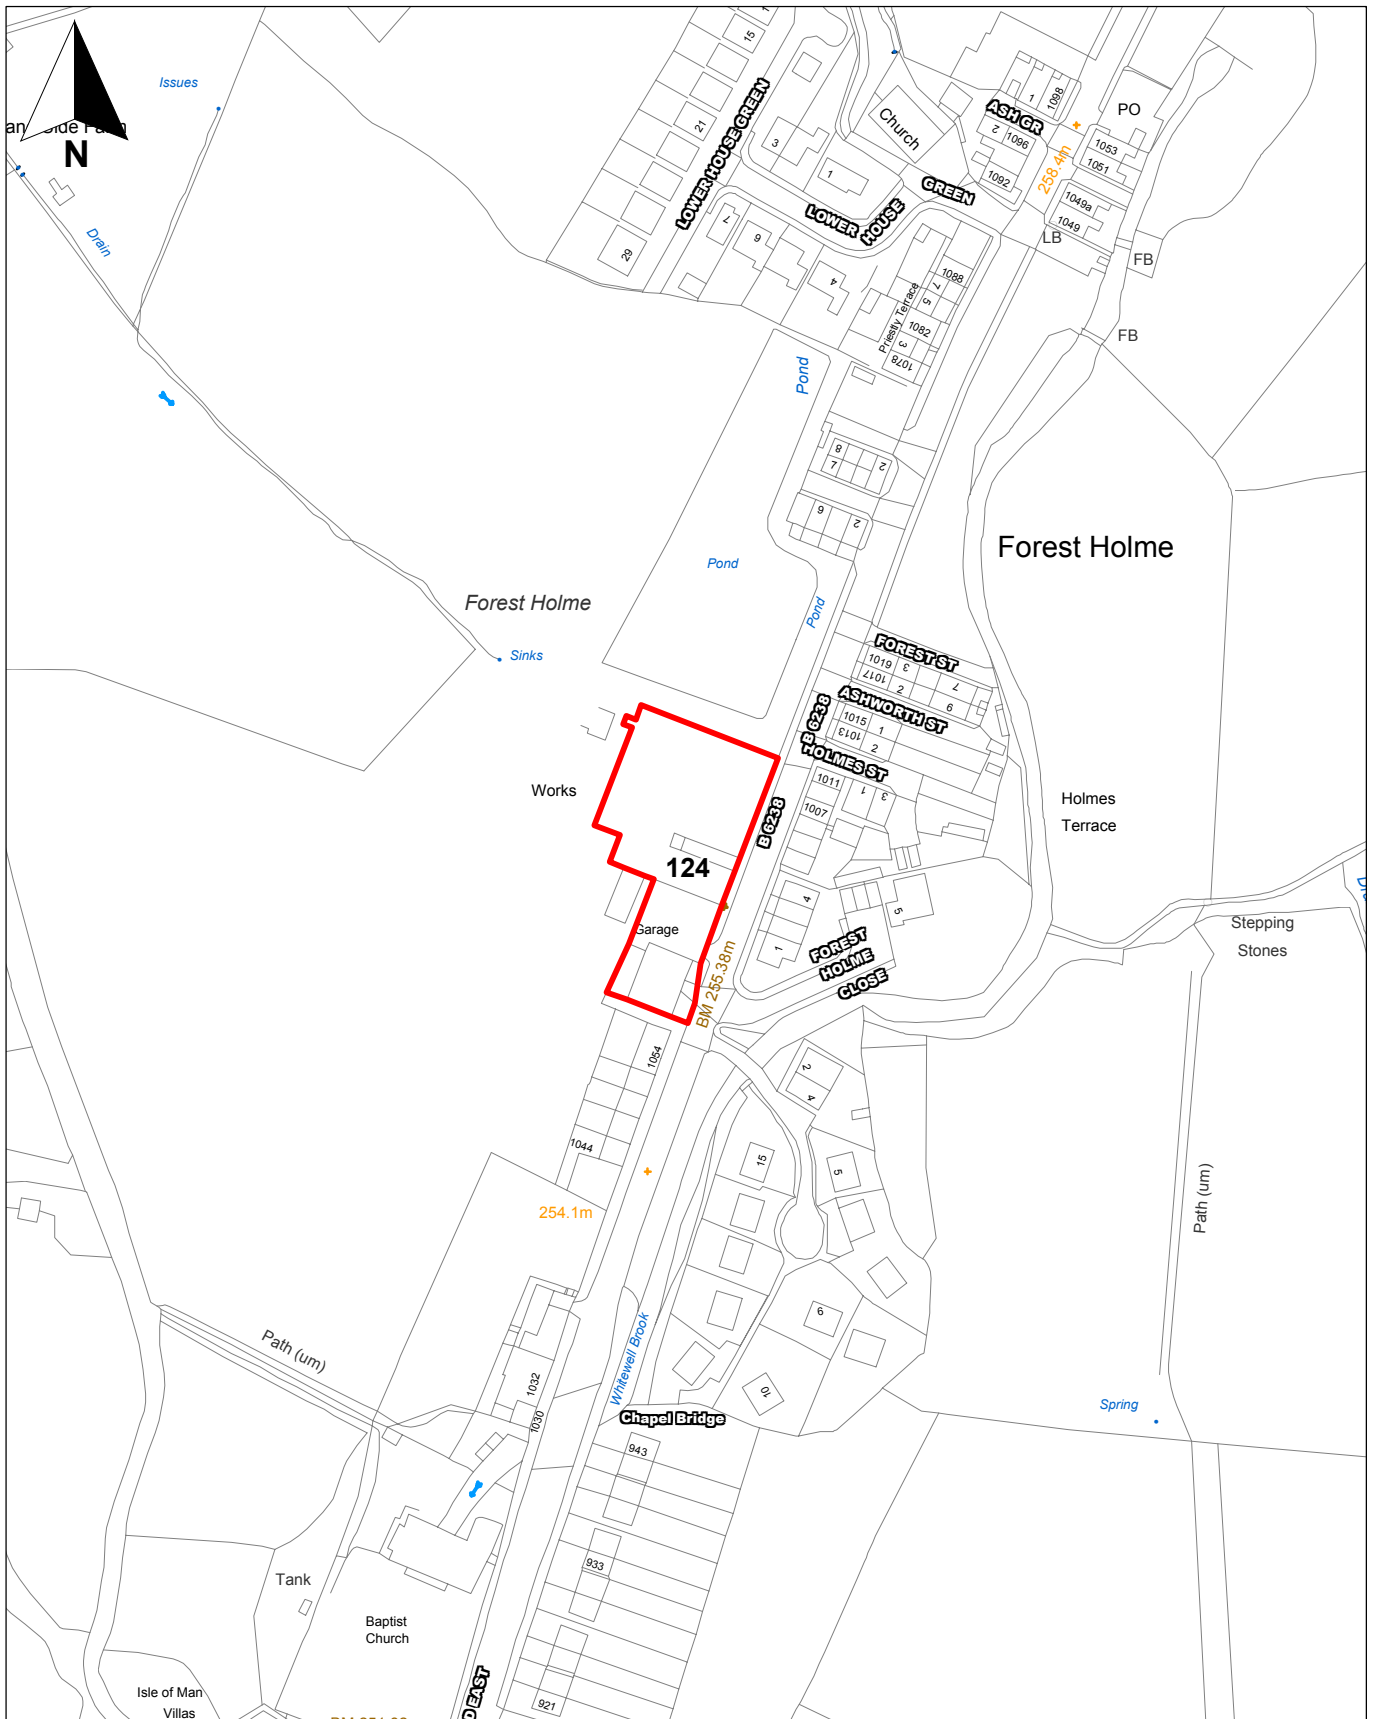 15
Issues
N
21
LOWER HOUSE GREEN
3
1
Church
ASH GR
1
1098
2
1096
1092
PO
1053
1051
258.4m
1049a
1049
LB
FB
FB
GREEN
LOWER
HOUSE
Drain
29
7
6
4
1088
7
5
1082
3
1078
Priestly Terrace
Pond
8
7
2
6
2
Forest Holme
Pond
Forest Holme
Pond
Sinks
FOREST ST
1019
3
1017
2
7
9
ASHWORTH ST
B 6238
1015
1
1013
2
HOLMES ST
1011
1
3
1007
Works
B 6238
Holmes
Terrace
124
4
1
5
Garage
FOREST
HOLME
CLOSE
Stepping
Stones
BM 255.38m
1054
2
4
1044
15
5
Path (um)
254.1m
6
Whitewell Brook
Path (um)
1032
1030
10
Spring
Chapel Bridge
943
933
Tank
Baptist
Church
Isle of Man
Villas
921
EAST